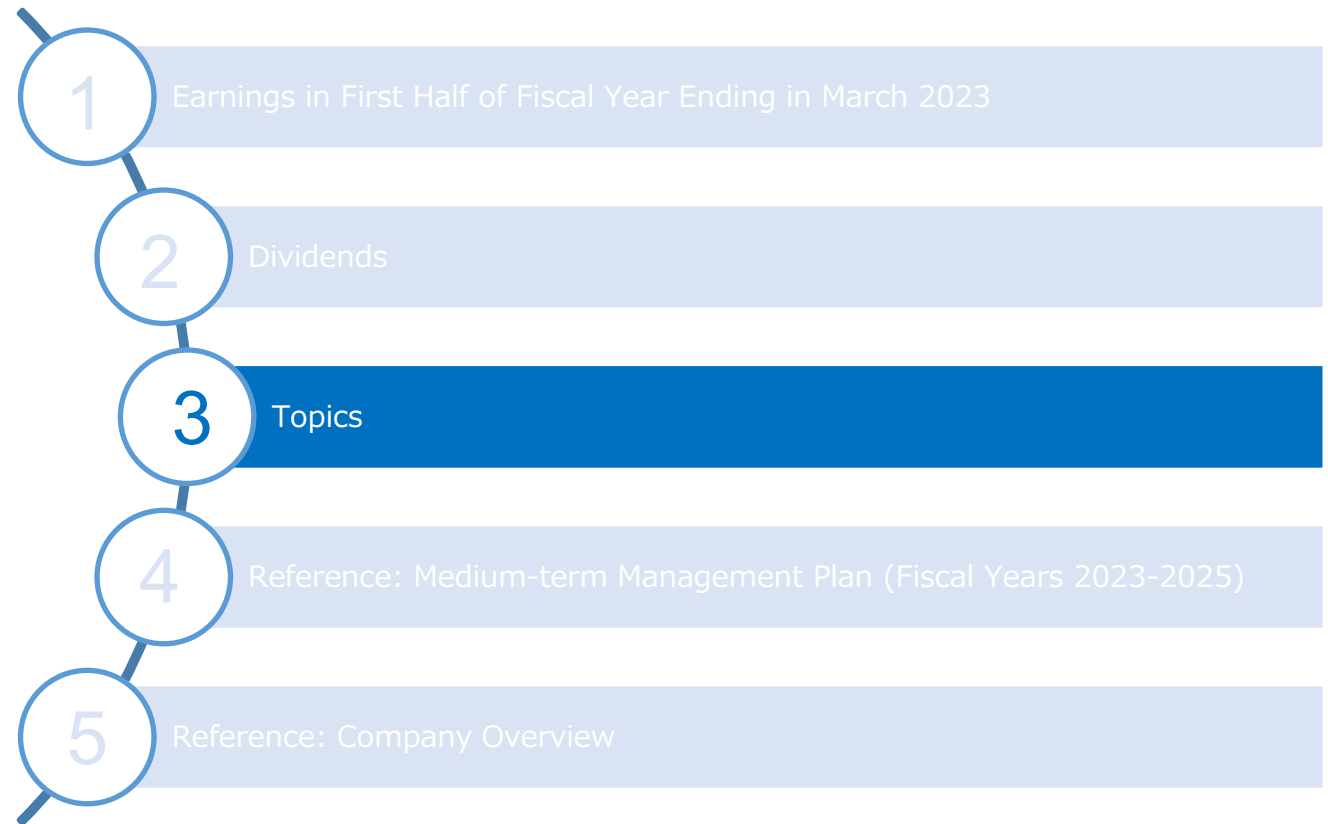 1
Earnings in First Half of Fiscal Year Ending in March 2023
2
Dividends
3
Topics
4
Reference: Medium-term Management Plan (Fiscal Years 2023-2025)
5
Reference: Company Overview